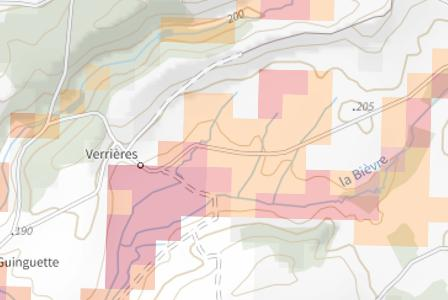 200
.205
Verrières
la Bièvre
.190
Guinguette